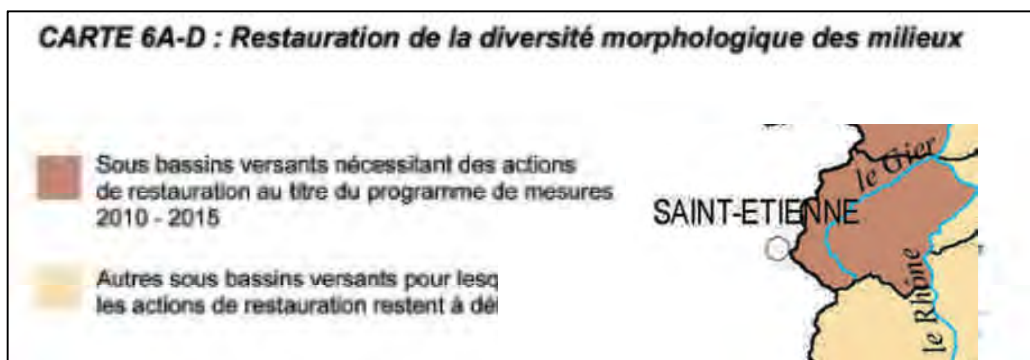 CARTE 6A-D : Restauration de la diversité morphologique des milieux
Sous bassins versants nécessitant des actions
de restauration au titre du programme de mesures
2010 - 2015
Autres sous bassins versants pour lesq
les actions de restauration restent à dé
SAINT-ETIENNE
le Gier
le Rhône